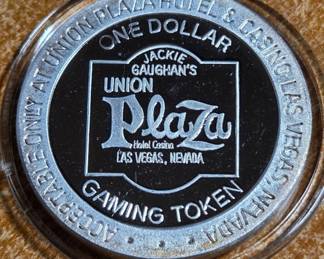 ACCEPTABLE ONLY AT UNION PLAZA HOTEL & CASINO LAS VEGAS, NEVADA
ONE DOLLAR
JACKIE
GAUGHAN'S
UNION
Plaza
Hotel Casino
LAS VEGAS, NEVADA
GAMING TOKEN